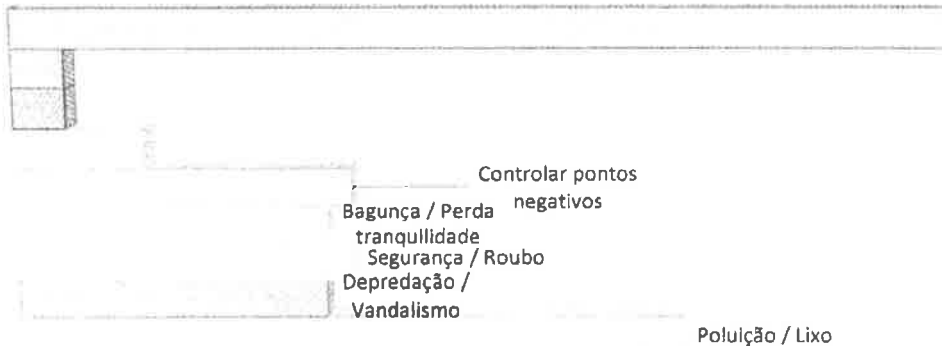 Controlar pontos
negativos
Bagunça / Perda
tranquilidade
Segurança / Roubo
Depredação /
Vandalismo
Poluição / Lixo